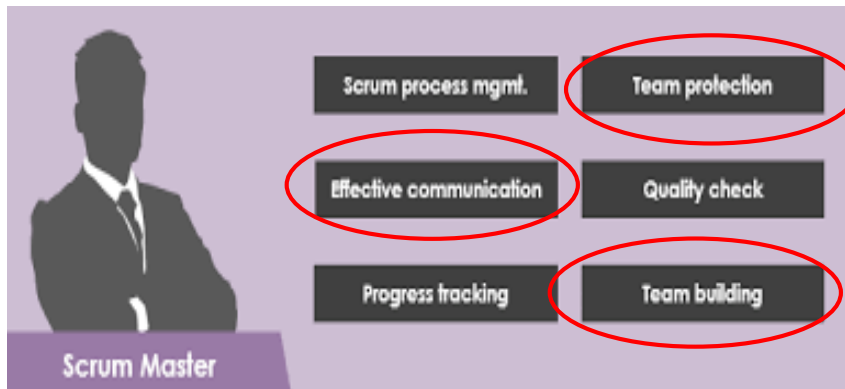 Scrum process mgmt.
Team protection
Effective communication
Quality check
Progress tracking
Team building
Scrum Master